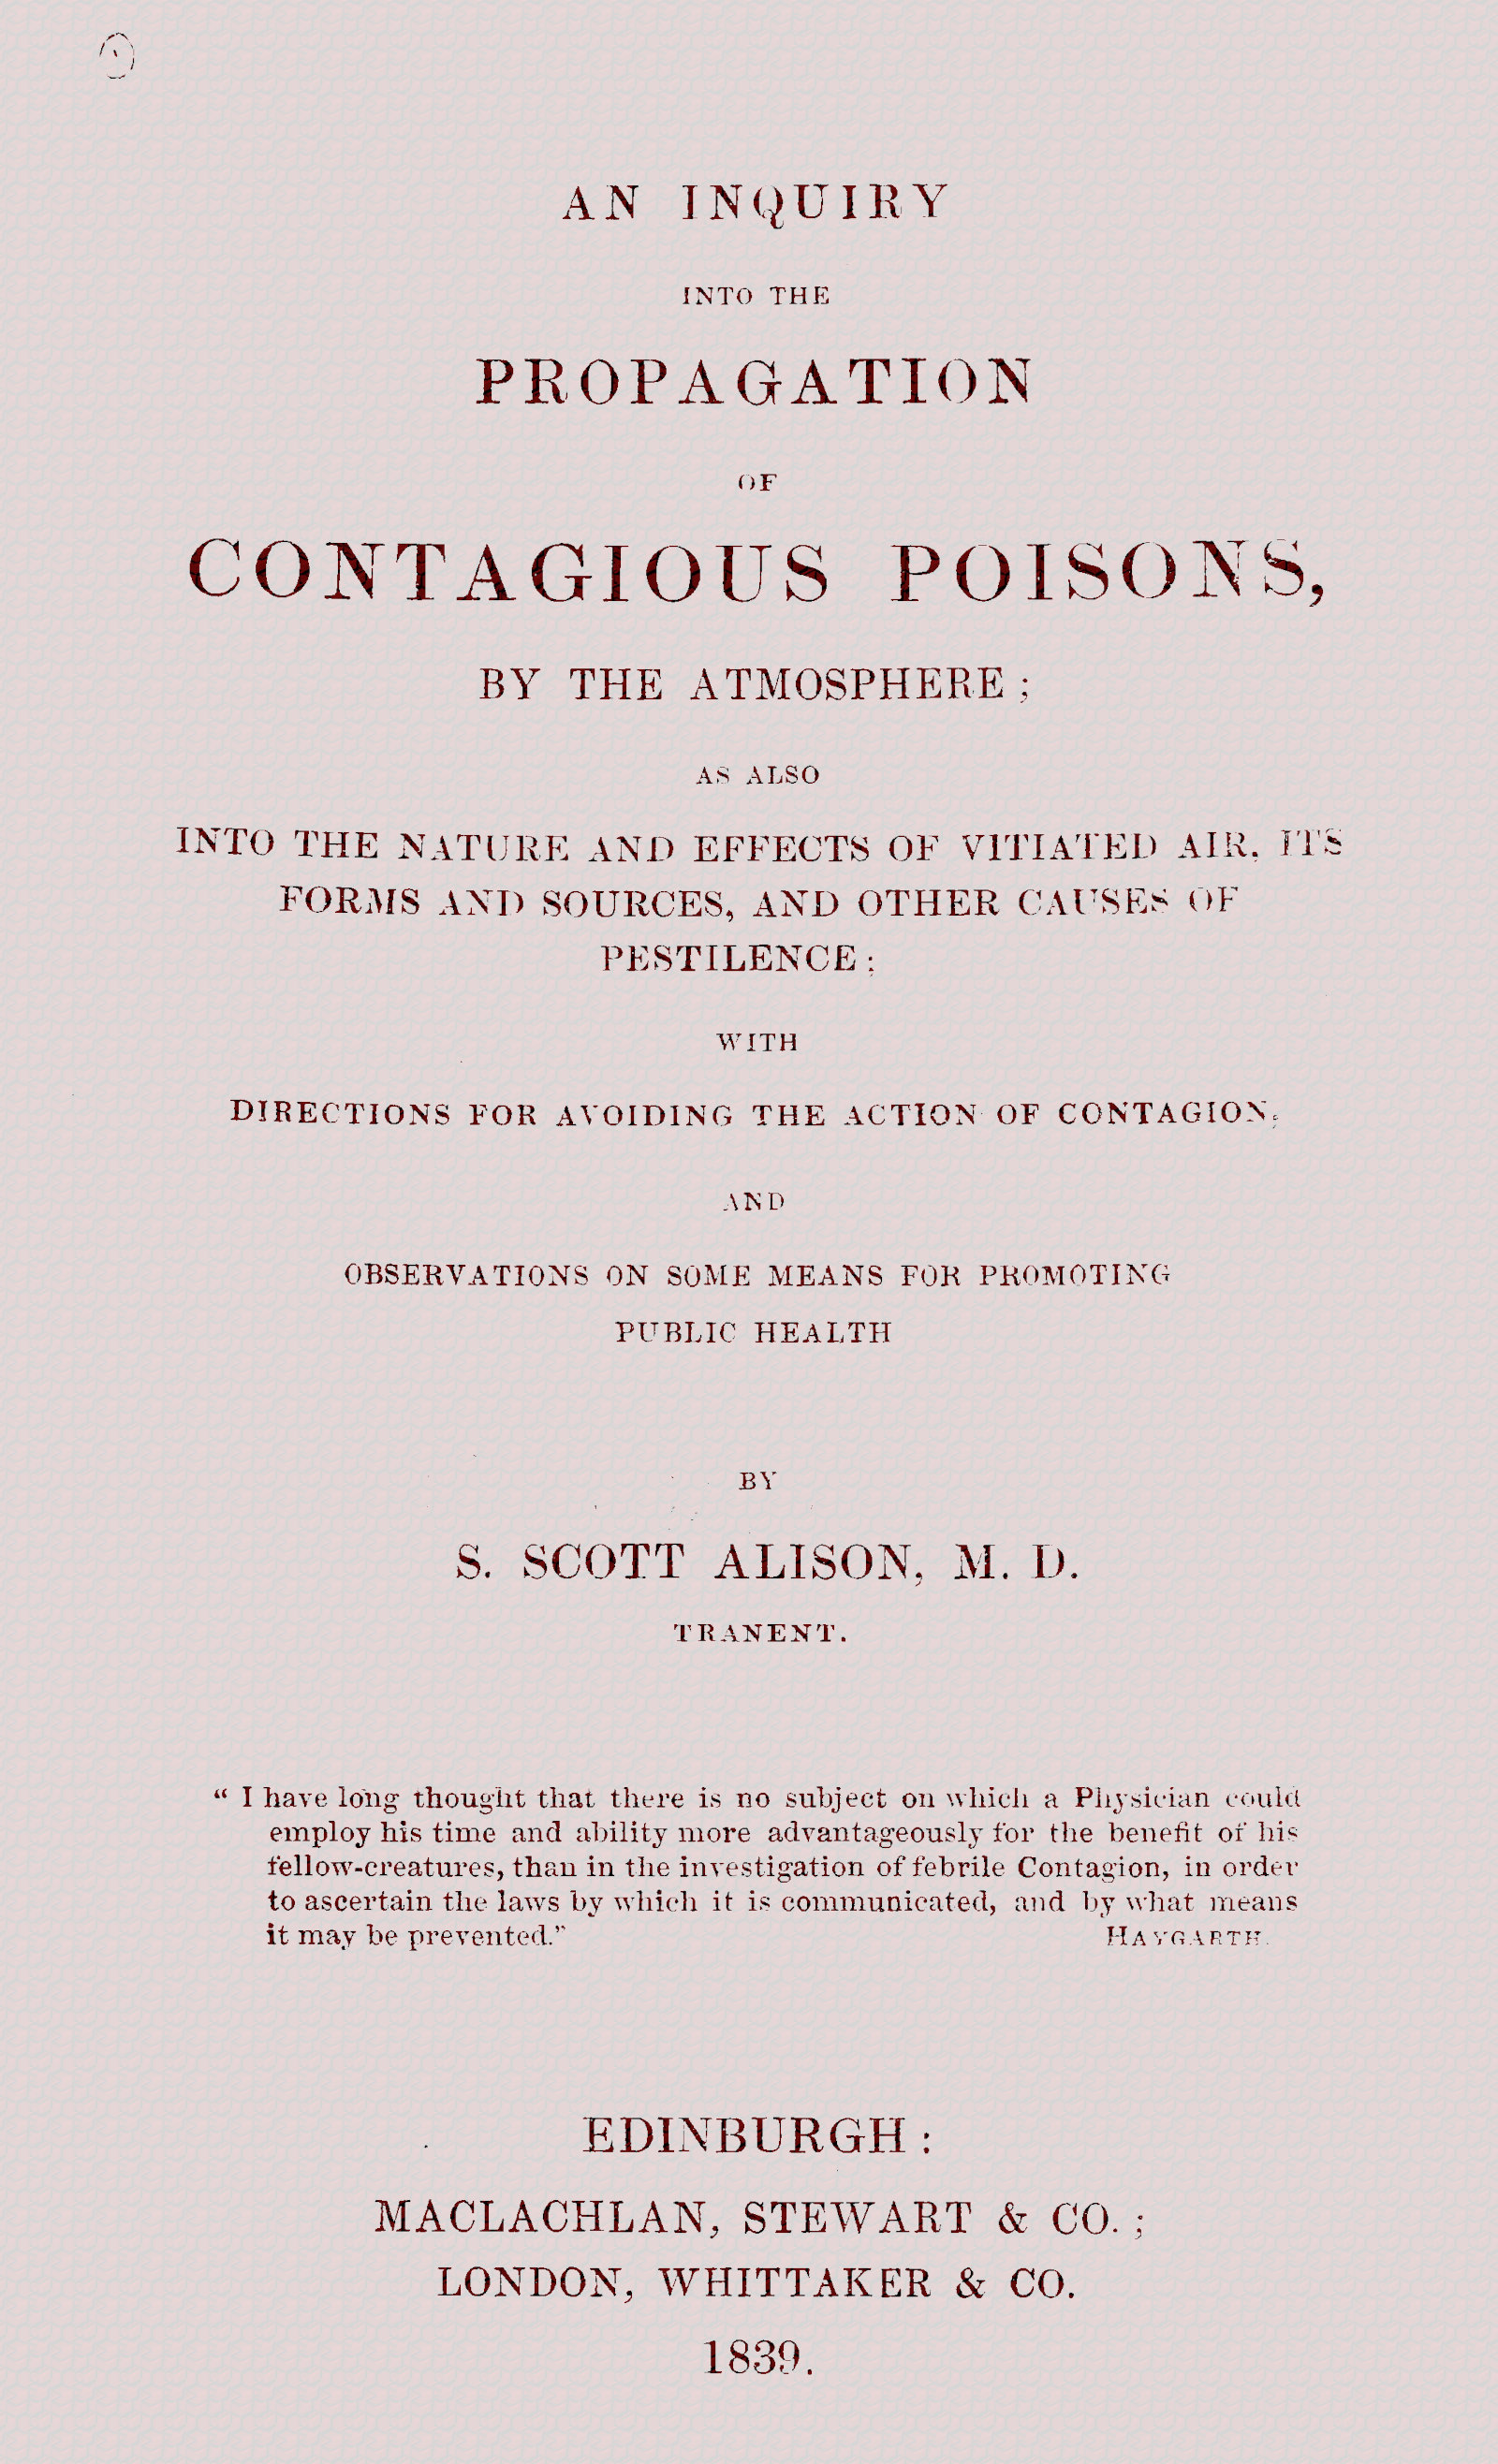 AN INQUIRY
INTO THE
PROPAGATION
OF
CONTAGIOUS POISONS,
BY THE ATMOSPHERE ;
AS ALSO
INTO THE NATURE AND EFFECTS OF VITIATED AIR, ITS
FORMS AND SOURCES, AND OTHER CAUSES OF
PESTILENCE ;
WITH
DIRECTIONS FOR AVOIDING THE ACTION OF CONTAGION;
AND
OBSERVATIONS ON SOME MEANS FOR PROMOTING
PUBLIC HEALTH
BY
S. SCOTT ALISON, M. D.
TRANENT.
“ I have long thought that there is no subject on which a Physician could
employ his time and ability more advantageously for the benefit of his
fellow-creatures, than in the investigation of febrile Contagion, in order
to ascertain the laws by which it is communicated, and by what means
it may be prevented.” HAYGARTH.
EDINBURGH :
MACLACHLAN, STEWART & CO. ;
LONDON, WHITTAKER & CO.
1839.